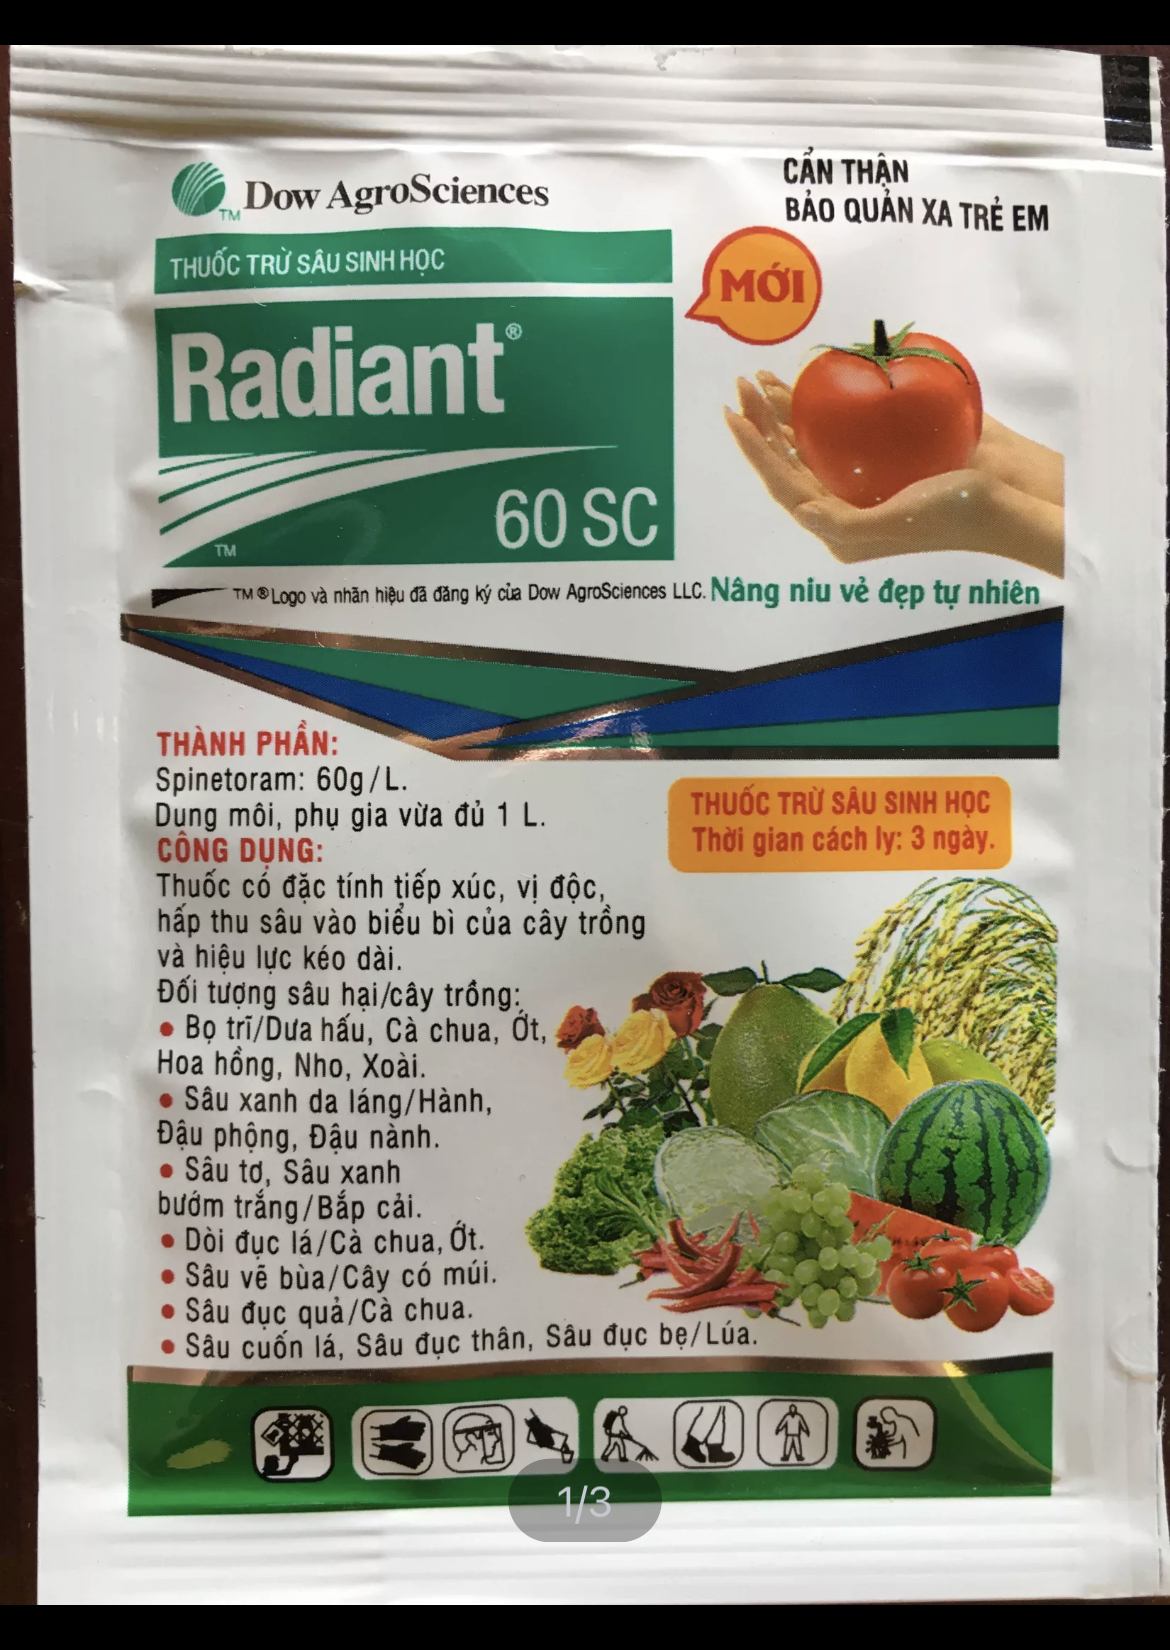 Dow AgroSciences
TM
CẨN THẬN
BẢO QUẢN XA TRẺ EM
THUỐC TRỪ SÂU SINH HỌC
MỚI
Radiant®
60 SC
TM
TM ® Logo và nhãn hiệu đã đăng ký của Dow AgroSciences LLC.
Nâng niu vẻ đẹp tự nhiên
THÀNH PHẦN:
Spinetoram: 60g/L.
Dung môi, phụ gia vừa đủ 1 L.
THUỐC TRỪ SÂU SINH HỌC
Thời gian cách ly: 3 ngày.
CÔNG DỤNG:
Thuốc có đặc tính tiếp xúc, vị độc,
hấp thu sâu vào biểu bì của cây trồng
và hiệu lực kéo dài.
Đối tượng sâu hại/cây trồng:
• Bọ trĩ/Dưa hấu, Cà chua, Ớt,
Hoa hồng, Nho, Xoài.
• Sâu xanh da láng/Hành,
Đậu phộng, Đậu nành.
• Sâu tơ, Sâu xanh
bướm trắng/Bắp cải.
• Dòi đục lá/Cà chua, Ớt.
• Sâu vẽ bùa/Cây có múi.
• Sâu đục quả/Cà chua.
• Sâu cuốn lá, Sâu đục thân, Sâu đục bẹ/Lúa.
1/3